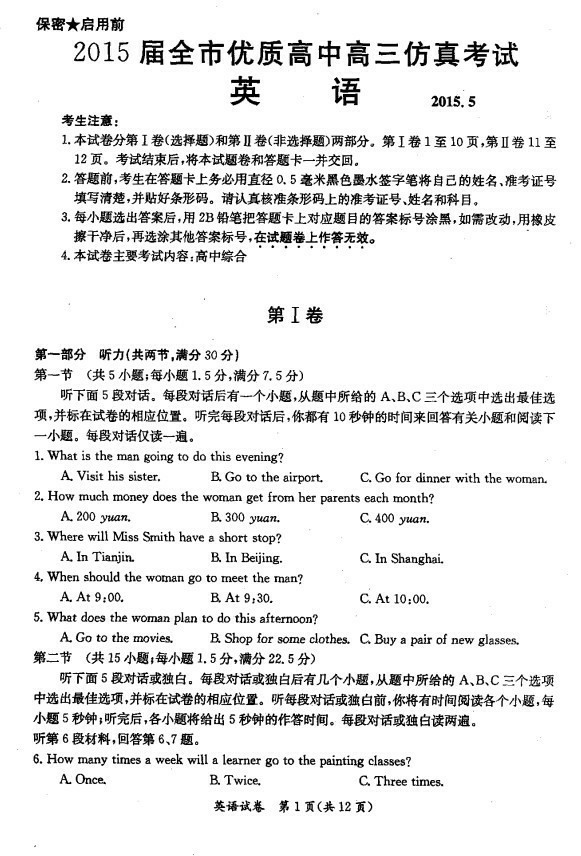 保密★启用前
2015届全市优质高中高三仿真考试
英 语 2015.5
考生注意:
1.本试卷分第Ⅰ卷(选择题)和第Ⅱ卷(非选择题)两部分。第Ⅰ卷1至10页,第Ⅱ卷11至
12页。考试结束后,将本试题卷和答题卡一并交回。
2.答题前,考生在答题卡上务必用直径0.5毫米黑色墨水签字笔将自己的姓名、准考证号
填写清楚,并贴好条形码。请认真核准条形码上的准考证号、姓名和科目。
3.每小题选出答案后,用2B铅笔把答题卡上对应题目的答案标号涂黑,如需改动,用橡皮
擦干净后,再选涂其他答案标号,在试题卷上作答无效。
4.本试卷主要考试内容:高中综合
第Ⅰ卷
第一部分 听力(共两节,满分30分)
第一节 (共5小题;每小题1.5分,满分7.5分)
听下面5段对话。每段对话后有一个小题,从题中所给的A、B、C三个选项中选出最佳选
项,并标在试卷的相应位置。听完每段对话后,你都有10秒钟的时间来回答有关小题和阅读下
一小题。每段对话仅读一遍。
1. What is the man going to do this evening?
A. Visit his sister. B. Go to the airport. C. Go for dinner with the woman.
2. How much money does the woman get from her parents each month?
A. 200 yuan. B. 300 yuan. C. 400 yuan.
3. Where will Miss Smith have a short stop?
A. In Tianjin. B. In Beijing. C. In Shanghai.
4. When should the woman go to meet the man?
A. At 9:00. B. At 9:30. C. At 10:00.
5. What does the woman plan to do this afternoon?
A. Go to the movies. B. Shop for some clothes. C. Buy a pair of new glasses.
第二节 (共15小题;每小题1.5分,满分22.5分)
听下面5段对话或独白。每段对话或独白后有几个小题,从题中所给的A、B、C三个选项
中选出最佳选项,并标在试卷的相应位置。听每段对话或独白前,你将有时间阅读各个小题,每
小题5秒钟;听完后,各小题将给出5秒钟的作答时间。每段对话或独白读两遍。
听第6段材料,回答第6、7题。
6. How many times a week will a learner go to the painting classes?
A. Once. B. Twice. C. Three times.
英语试卷 第1页(共12页)